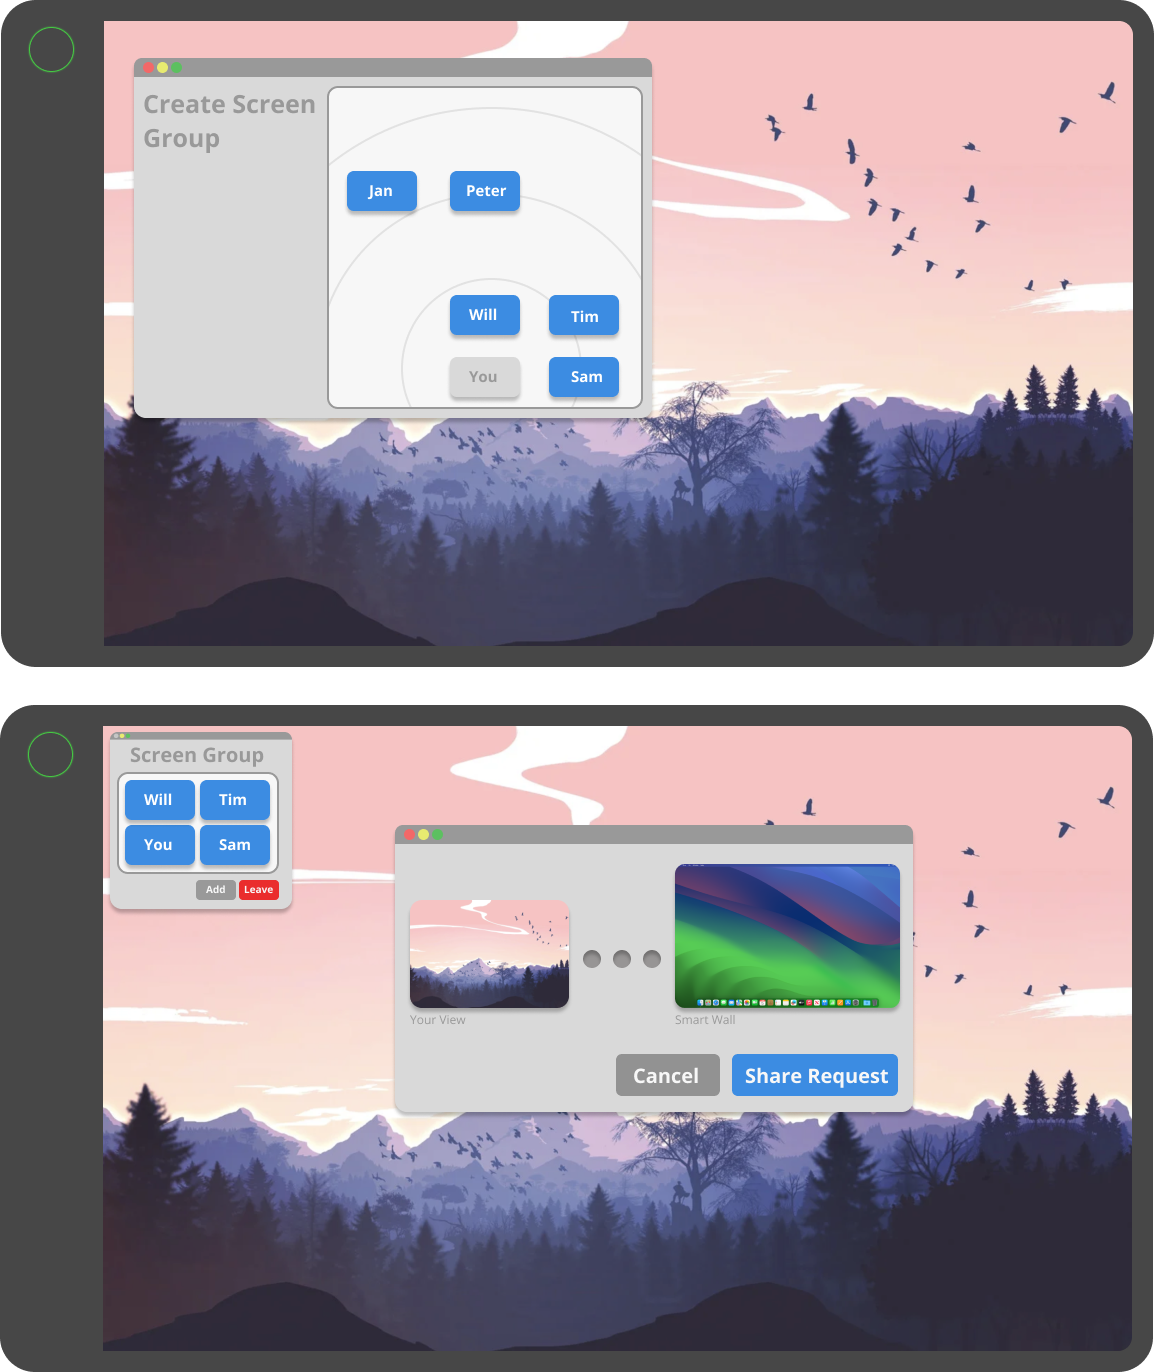 Create Screen
Group
Jan
Peter
Will
Tim
You
Sam
Screen Group
Will
Tim
You
Sam
Add
Leave
Your View
Smart Wall
Cancel
Share Request